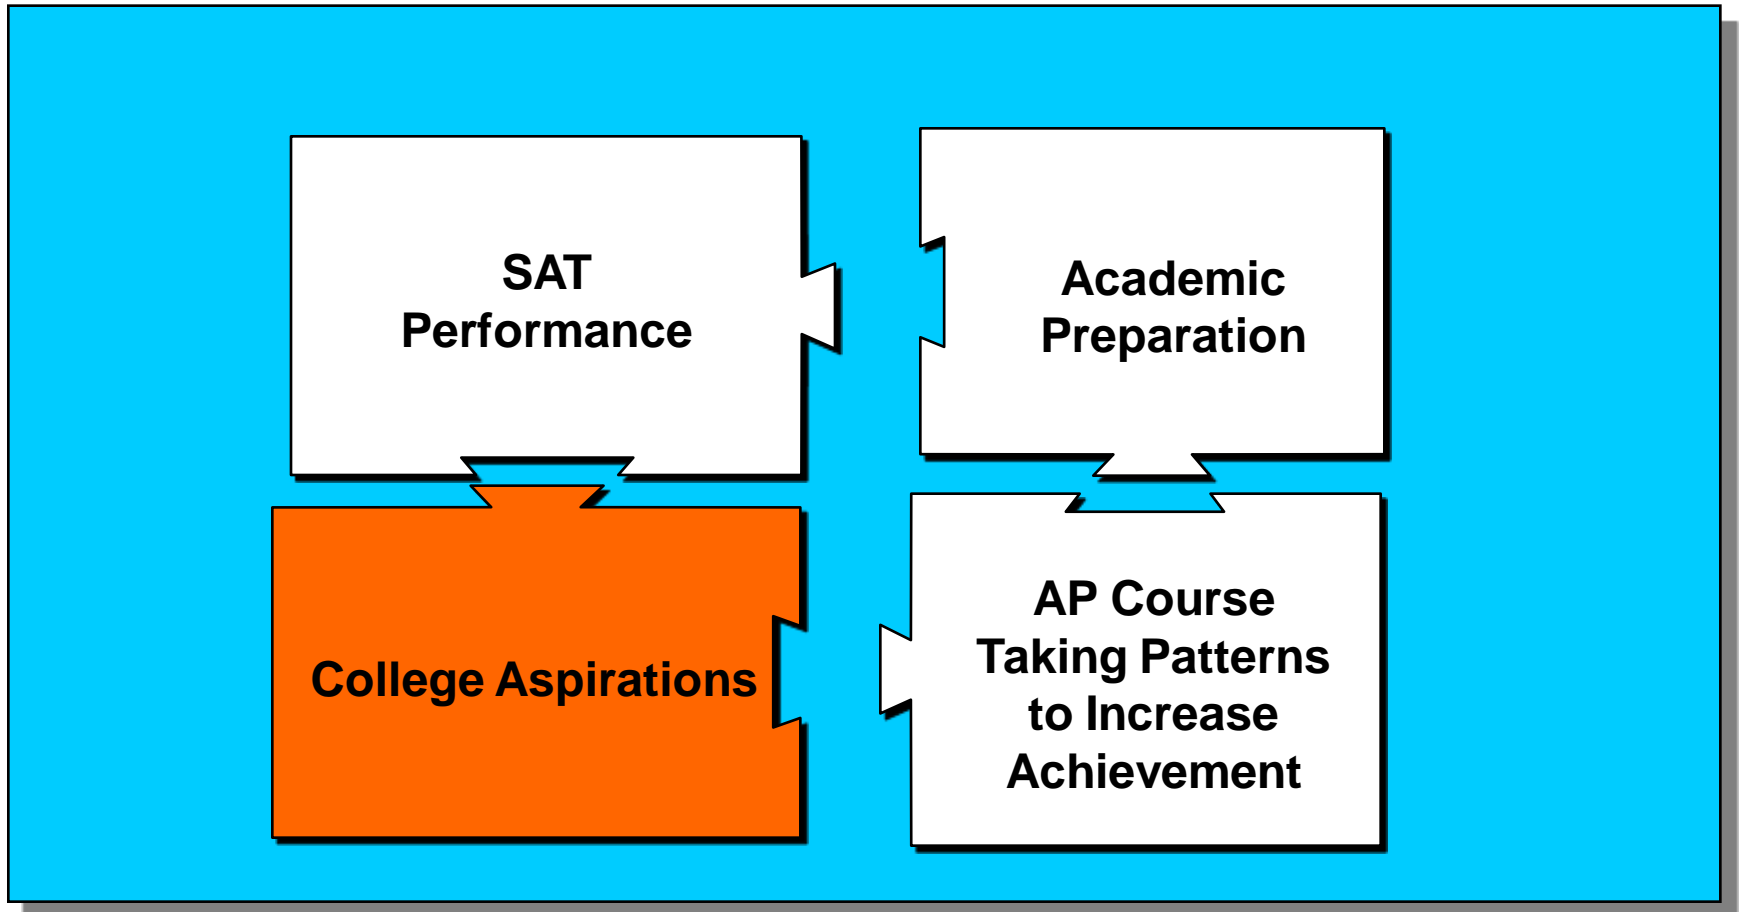 SAT
Performance
Academic
Preparation
College Aspirations
AP Course
Taking Patterns
to Increase
Achievement